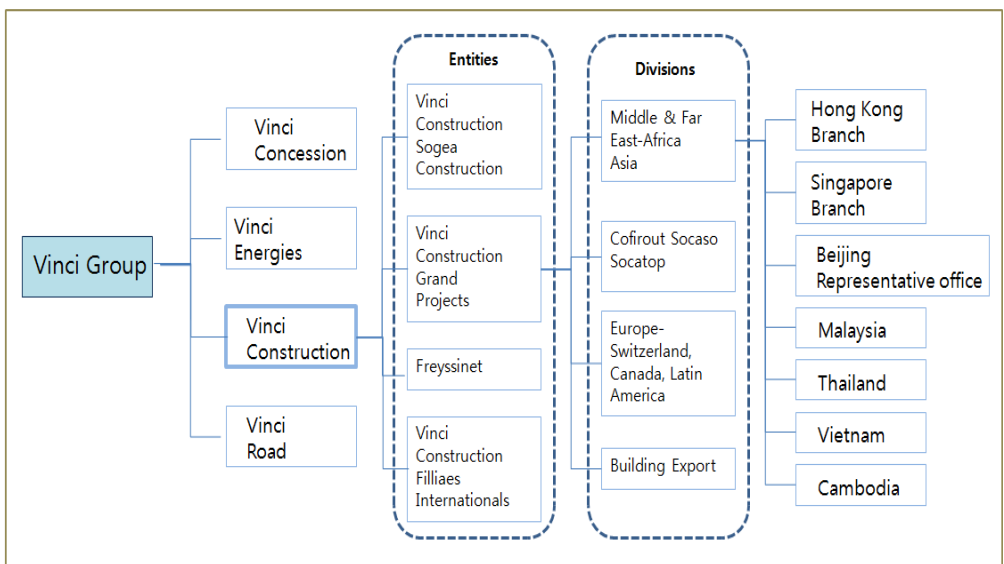 Vinci Group
Vinci
Concession
Vinci
Energies
Vinci
Construction
Vinci
Road
Entities
Vinci
Construction
Sogea
Construction
Vinci
Construction
Grand
Projects
Freyssinet
Vinci
Construction
Filliaes
Internationals
Divisions
Middle & Far
East-Africa
Asia
Cofirout Socaso
Socatop
Europe-
Switzerland,
Canada, Latin
America
Building Export
Hong Kong
Branch
Singapore
Branch
Beijing
Representative office
Malaysia
Thailand
Vietnam
Cambodia